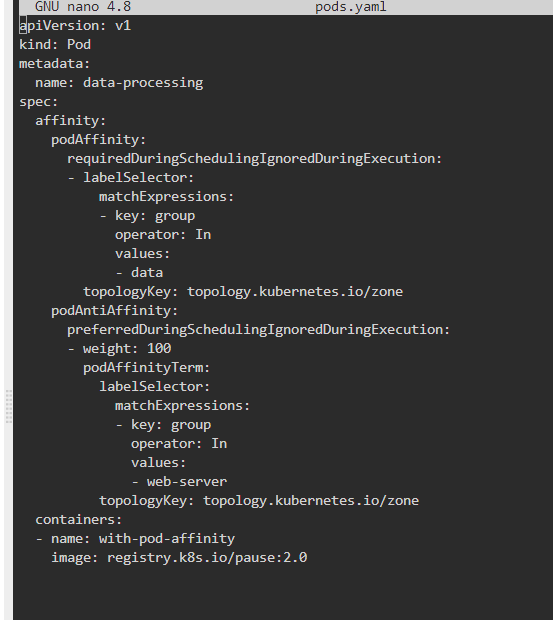 GNU nano 4.8 pods.yaml
apiVersion: v1
kind: Pod
metadata:
  name: data-processing
spec:
  affinity:
    podAffinity:
      requiredDuringSchedulingIgnoredDuringExecution:
      - labelSelector:
          matchExpressions:
          - key: group
            operator: In
            values:
            - data
        topologyKey: topology.kubernetes.io/zone
    podAntiAffinity:
      preferredDuringSchedulingIgnoredDuringExecution:
      - weight: 100
        podAffinityTerm:
          labelSelector:
            matchExpressions:
            - key: group
              operator: In
              values:
              - web-server
          topologyKey: topology.kubernetes.io/zone
  containers:
  - name: with-pod-affinity
    image: registry.k8s.io/pause:2.0